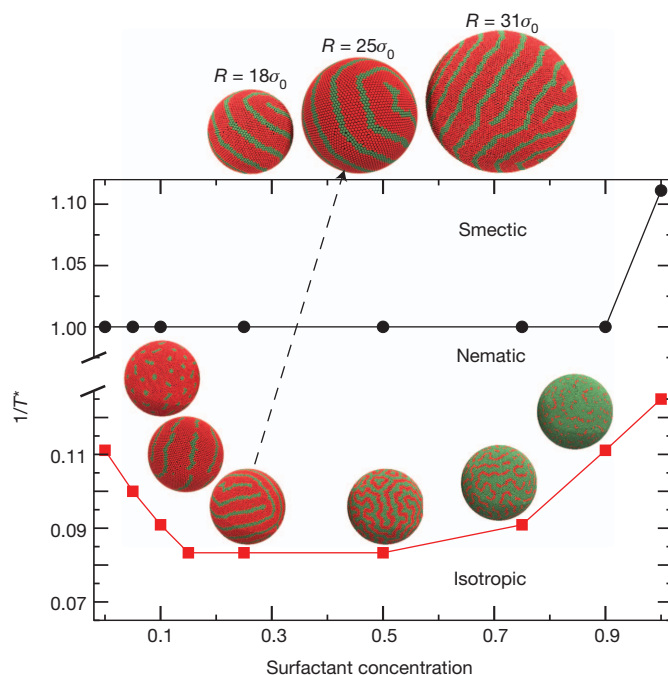 R = 18σ₀
R = 25σ₀
R = 31σ₀
1.10
Smectic
1.05
1.00
Nematic
1/T*
0.11
0.09
Isotropic
0.07
0.1
0.3
0.5
0.7
0.9
Surfactant concentration